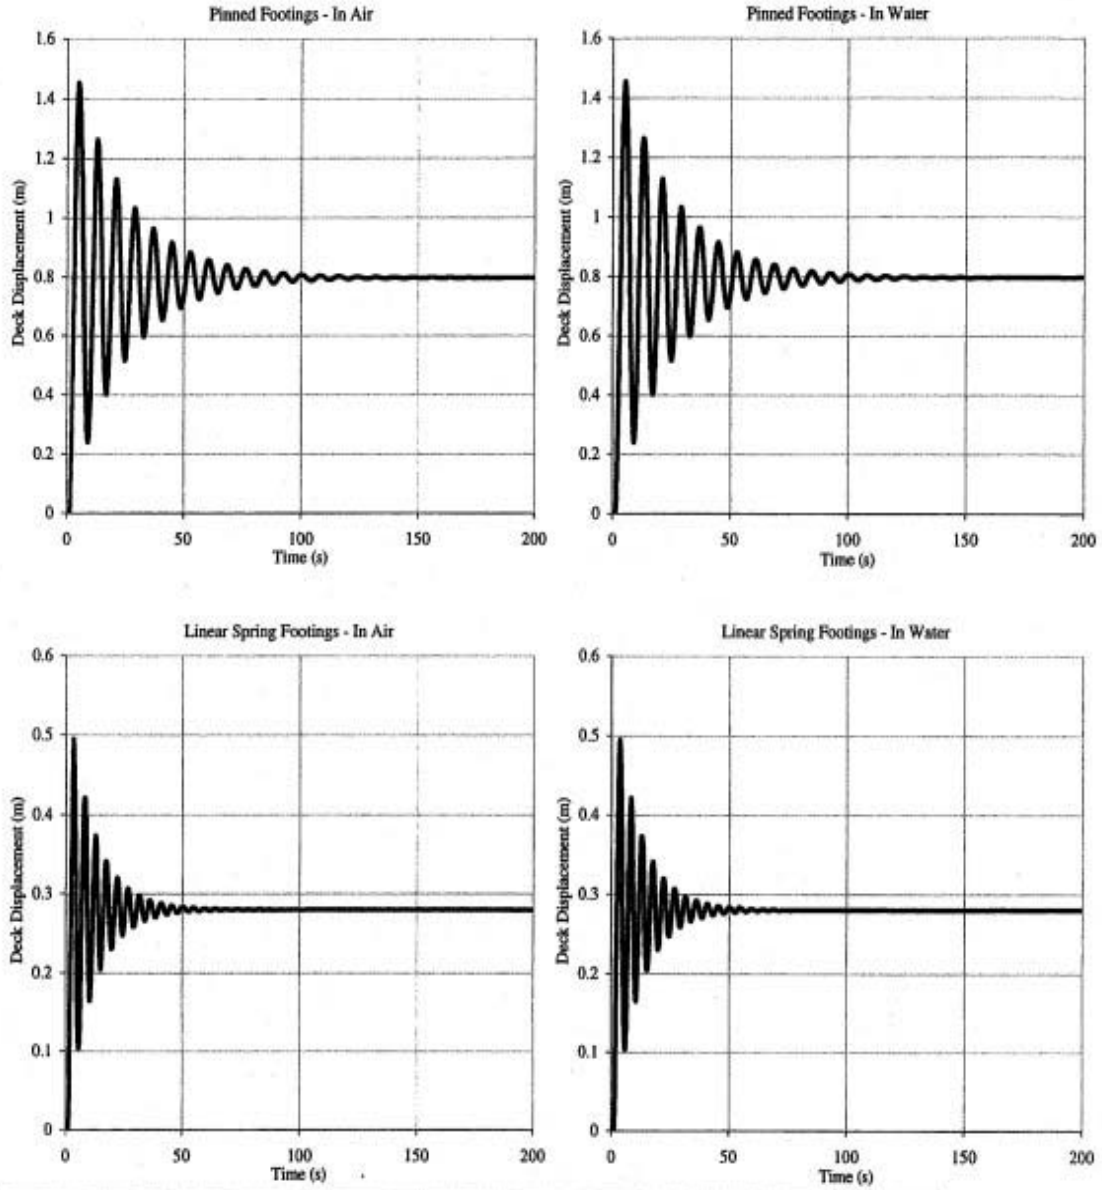 Pinned Footings - In Air
1.6
1.4
1.2
1
0.8
0.6
0.4
0.2
0
Deck Displacement (m)
0 50 100 150 200
Time (s)
Pinned Footings - In Water
1.6
1.4
1.2
1
0.8
0.6
0.4
0.2
0
Deck Displacement (m)
0 50 100 150 200
Time (s)
Linear Spring Footings - In Air
0.6
0.5
0.4
0.3
0.2
0.1
0
Deck Displacement (m)
0 50 100 150 200
Time (s)
Linear Spring Footings - In Water
0.6
0.5
0.4
0.3
0.2
0.1
0
Deck Displacement (m)
0 50 100 150 200
Time (s)